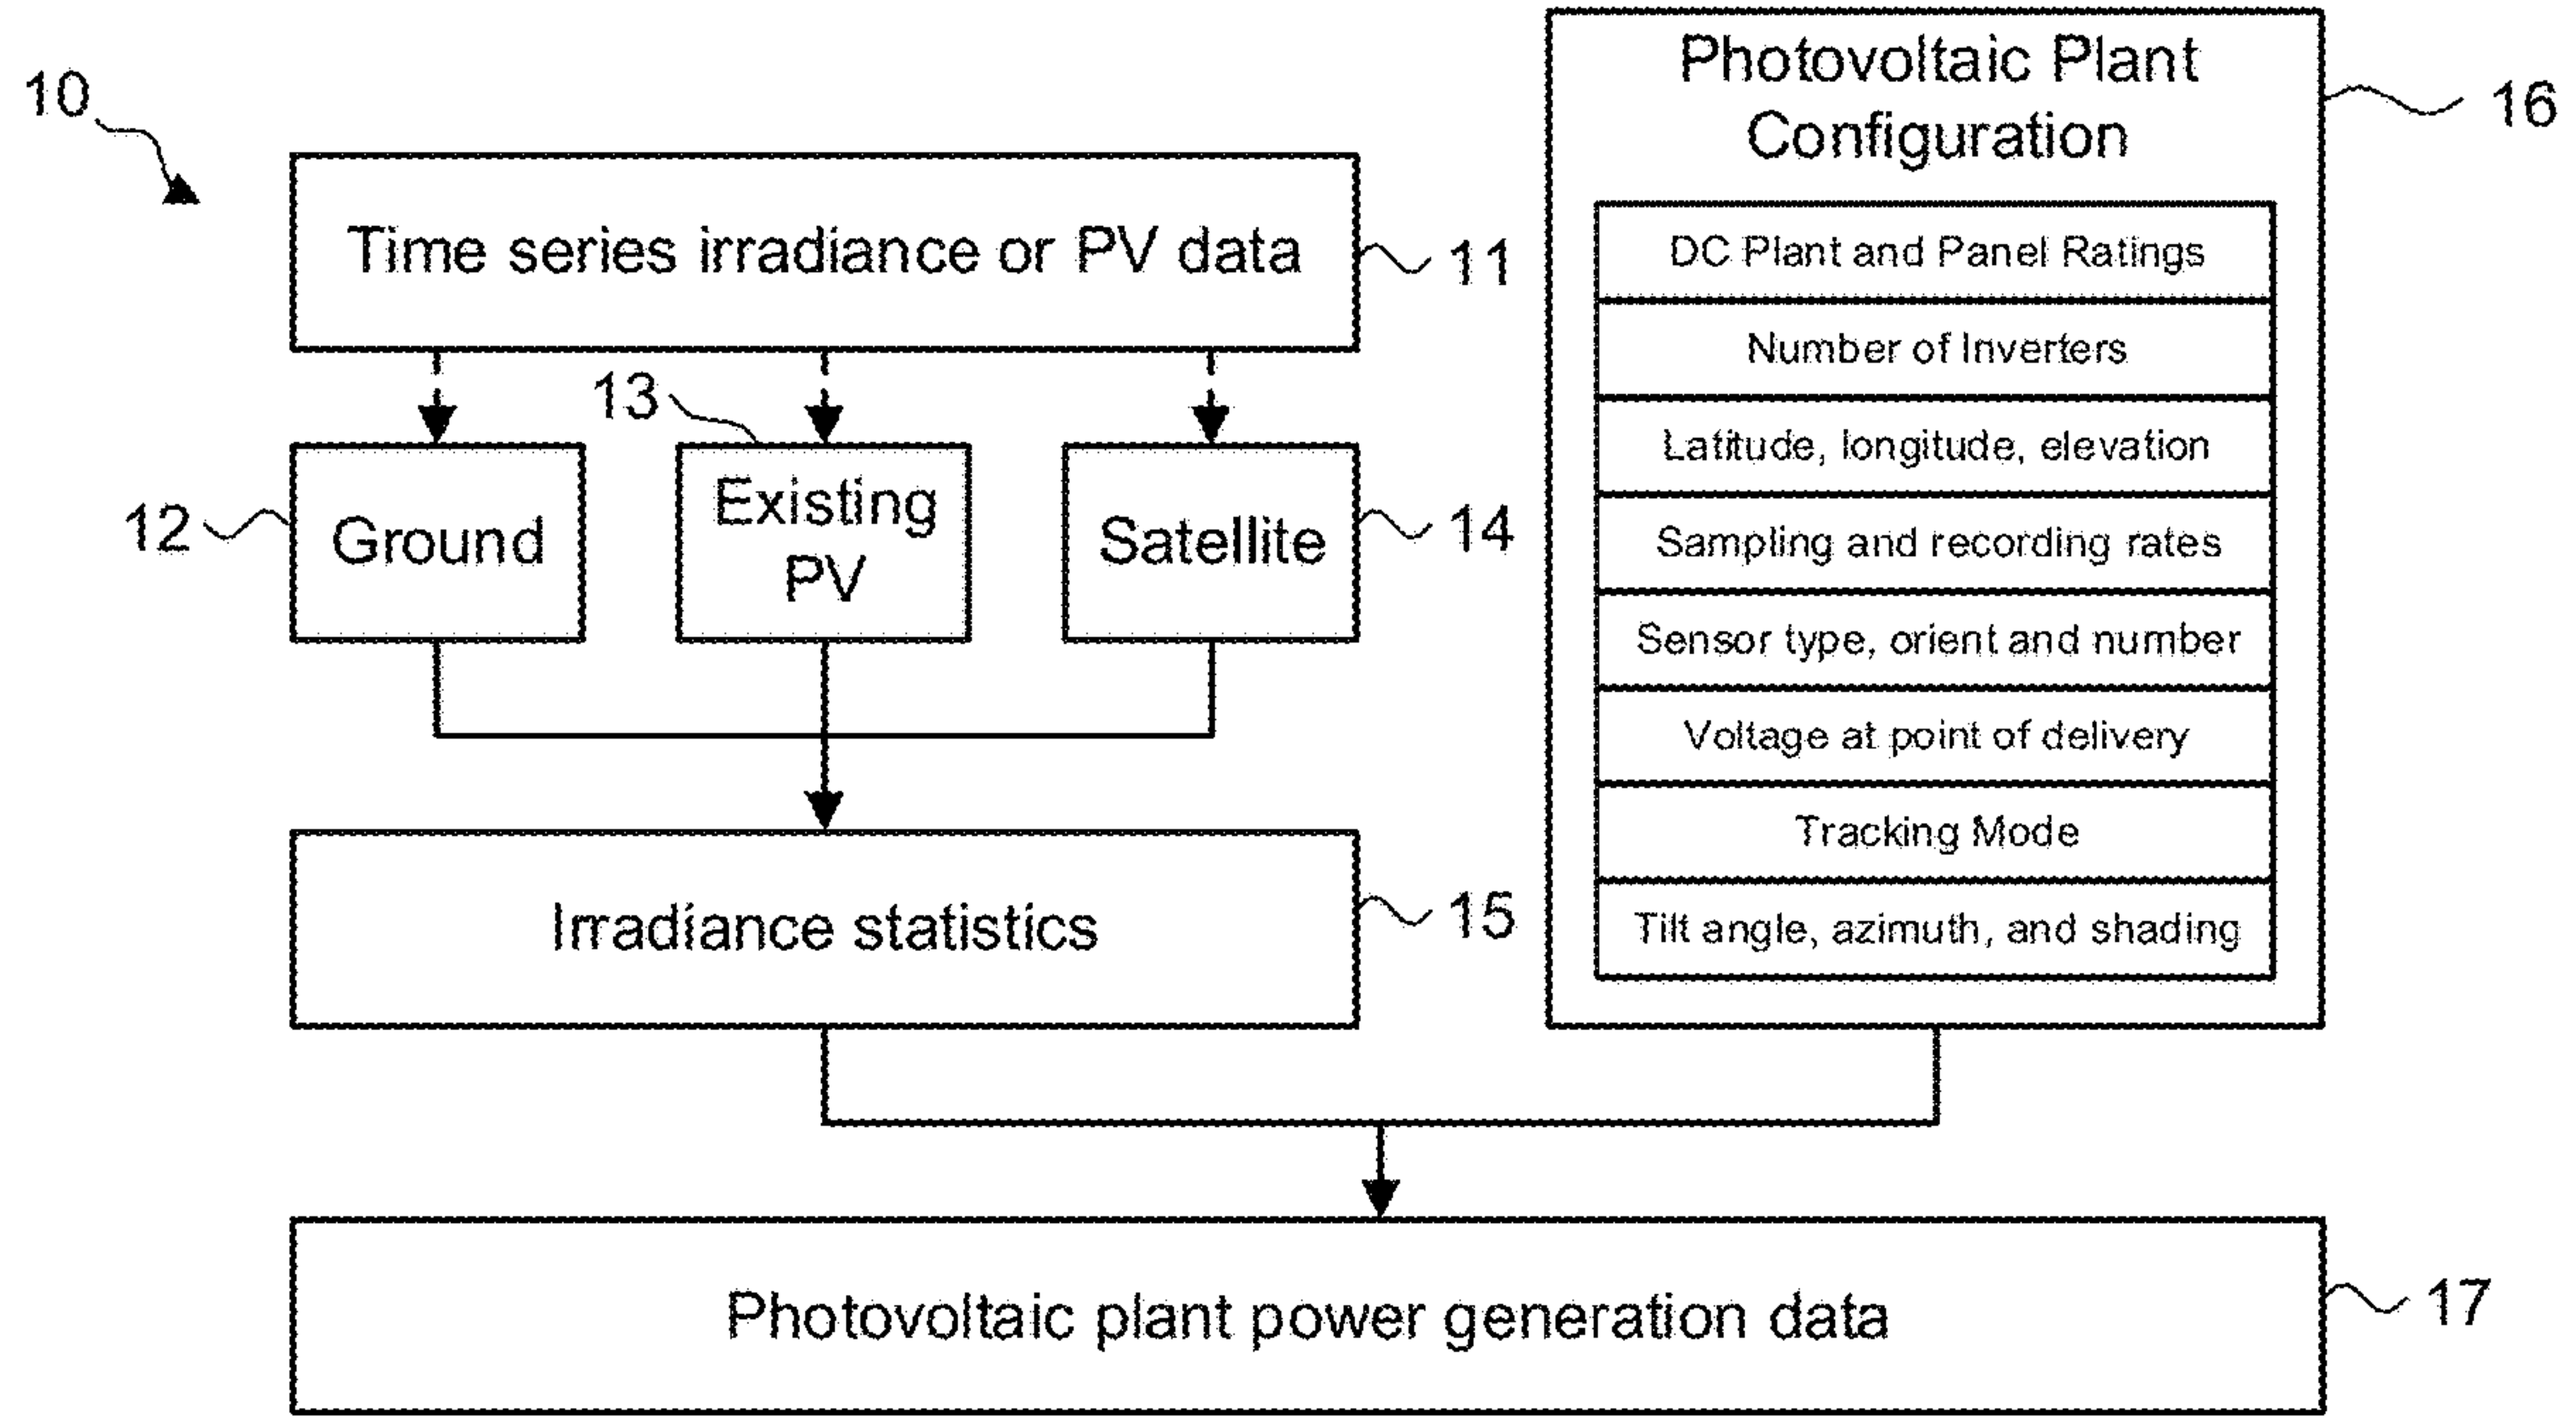 10
Time series irradiance or PV data
11
13
12
Ground
Existing
PV
Satellite
14
Irradiance statistics
15
Photovoltaic Plant
Configuration
16
DC Plant and Panel Ratings
Number of Inverters
Latitude, longitude, elevation
Sampling and recording rates
Sensor type, orient and number
Voltage at point of delivery
Tracking Mode
Tilt angle, azimuth, and shading
Photovoltaic plant power generation data
17